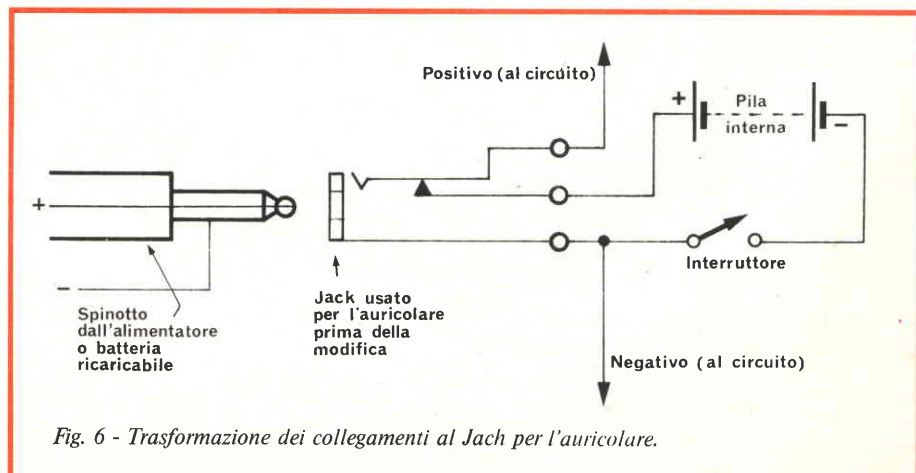 Positivo (al circuito)
+
Pila
interna
-
+
-
Spinotto
dall'alimentatore
o batteria
ricaricabile
Jack usato
per l'auricolare
prima della
modifica
Interruttore
Negativo (al circuito)
Fig. 6 - Trasformazione dei collegamenti al Jach per l'auricolare.